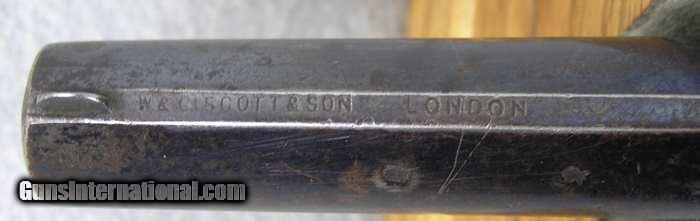 W & C SCOTT & SON LONDON
GunsInternational.com